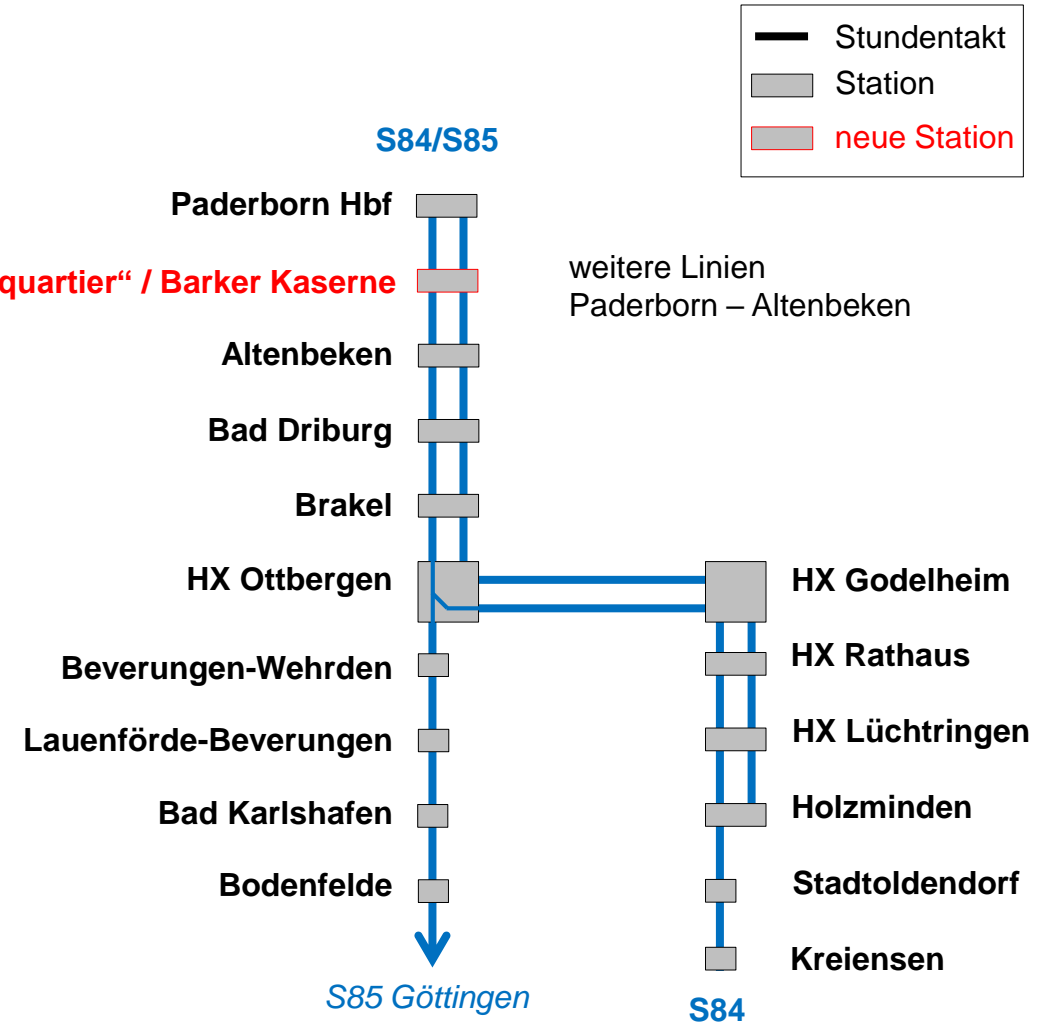 Stundentakt
Station
neue Station
S84/S85
Paderborn Hbf
quartier“ / Barker Kaserne
weitere Linien
Paderborn – Altenbeken
Altenbeken
Bad Driburg
Brakel
HX Ottbergen
HX Godelheim
Beverungen-Wehrden
HX Rathaus
Lauenförde-Beverungen
HX Lüchtringen
Bad Karlshafen
Holzminden
Bodenfelde
Stadtoldendorf
Kreiensen
S85 Göttingen
S84